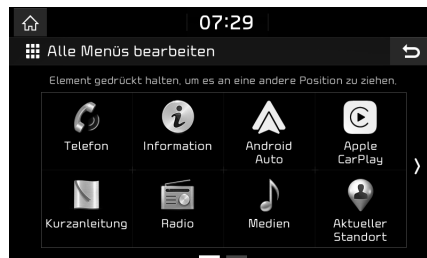 07:29
Alle Menüs bearbeiten
Element gedrückt halten, um es an eine andere Position zu ziehen.
Telefon
Information
Android
Auto
Apple
CarPlay
Kurzanleitung
Radio
Medien
Aktueller
Standort